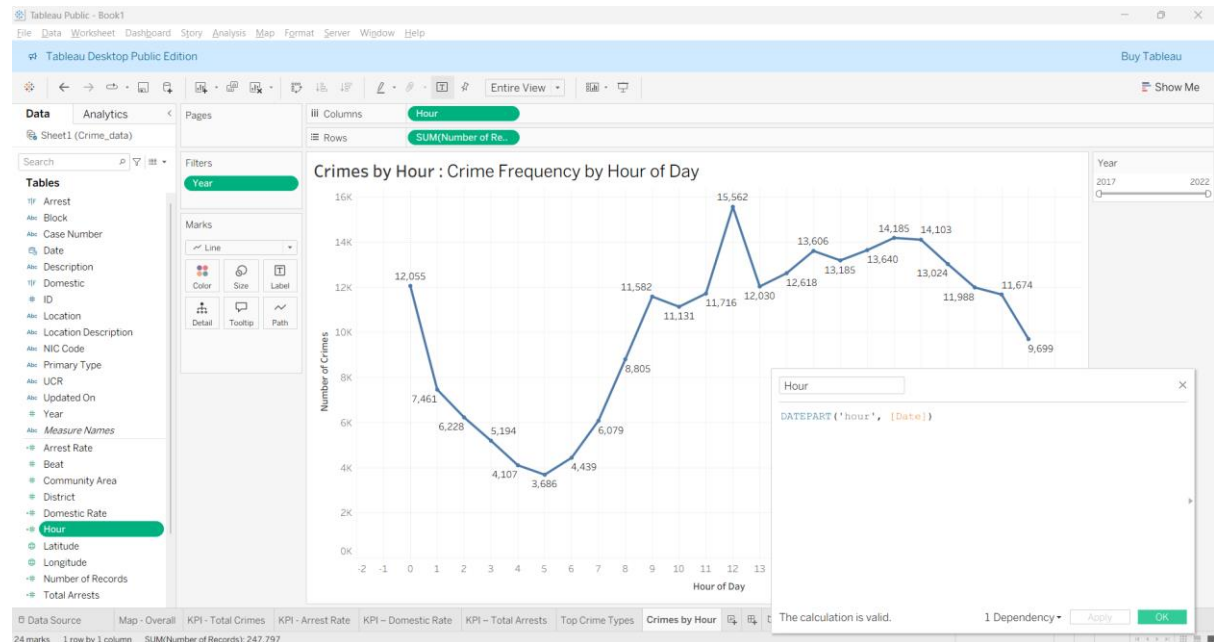 Tableau Public - Book1
File Data Worksheet Dashboard Story Analysis Map Format Server Window Help
Tableau Desktop Public Edition
Buy Tableau
Entire View
Show Me
Data Analytics
Pages
Columns
Hour
Sheet1 (Crime_data)
Rows
SUM(Number of Re..
Search
Filters
Year
Tables
Abc Block
Arrest
Abc Case Number
Date
Abc Description
Domestic
ID
Abc Location
Abc Location Description
Abc NIC Code
Abc Primary Type
Abc UCR
Abc Updated On
Year
Abc Measure Names
Arrest Rate
Beat
Community Area
District
Domestic Rate
Hour
Latitude
Longitude
Number of Records
Total Arrests
Marks
Line
Color Size Label
Detail Tooltip Path
Crimes by Hour : Crime Frequency by Hour of Day
Year
2017 2022
16K
14K
12K
10K
8K
6K
4K
2K
0K
Number of Crimes
12,055
7,461
6,228
5,194
4,107
3,686
4,439
6,079
8,805
11,582
11,131
11,716
15,562
12,030
12,618
13,606
13,185
13,640
14,185
14,103
13,024
11,988
11,674
9,699
-2 -1 0 1 2 3 4 5 6 7 8 9 10 11 12 13
Hour of Day
Hour
DATEPART('hour', [Date])
The calculation is valid.
1 Dependency
Apply
OK
Data Source Map - Overall KPI - Total Crimes KPI - Arrest Rate KPI – Domestic Rate KPI – Total Arrests Top Crime Types Crimes by Hour
24 marks 1 row by 1 column SUM(Number of Records): 247,797